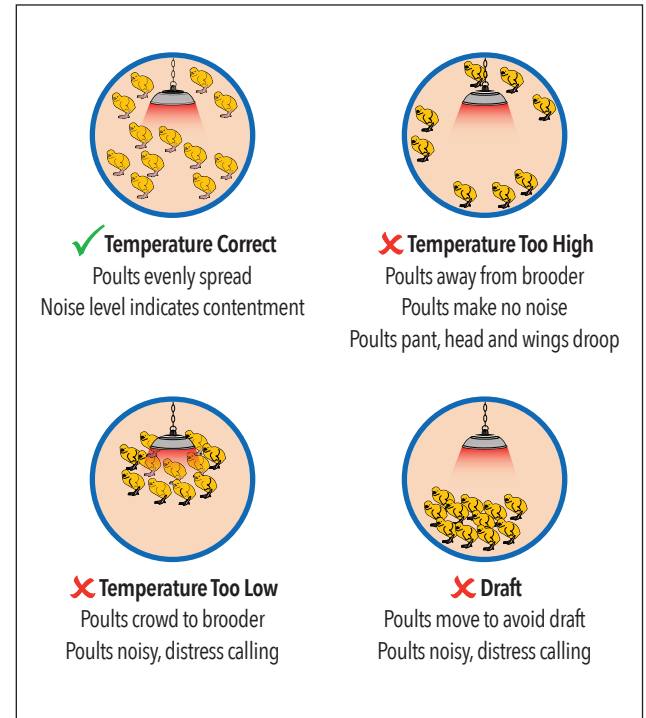 Temperature Correct
Poults evenly spread
Noise level indicates contentment
Temperature Too High
Poults away from brooder
Poults make no noise
Poults pant, head and wings droop
Temperature Too Low
Poults crowd to brooder
Poults noisy, distress calling
Draft
Poults move to avoid draft
Poults noisy, distress calling